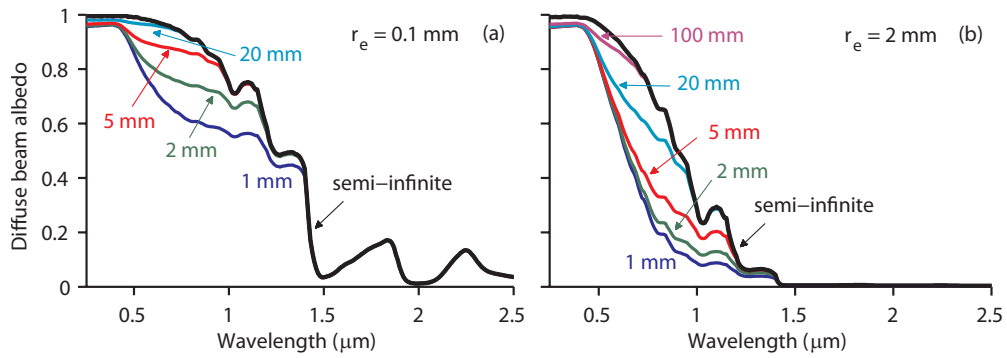 Diffuse beam albedo
1
0.8
0.6
0.4
0.2
0
r_e = 0.1 mm (a)
20 mm
5 mm
2 mm
1 mm
semi−infinite
0.5 1 1.5 2 2.5
Wavelength (μm)
r_e = 2 mm (b)
100 mm
20 mm
5 mm
2 mm
semi−infinite
1 mm
0.5 1 1.5 2 2.5
Wavelength (μm)